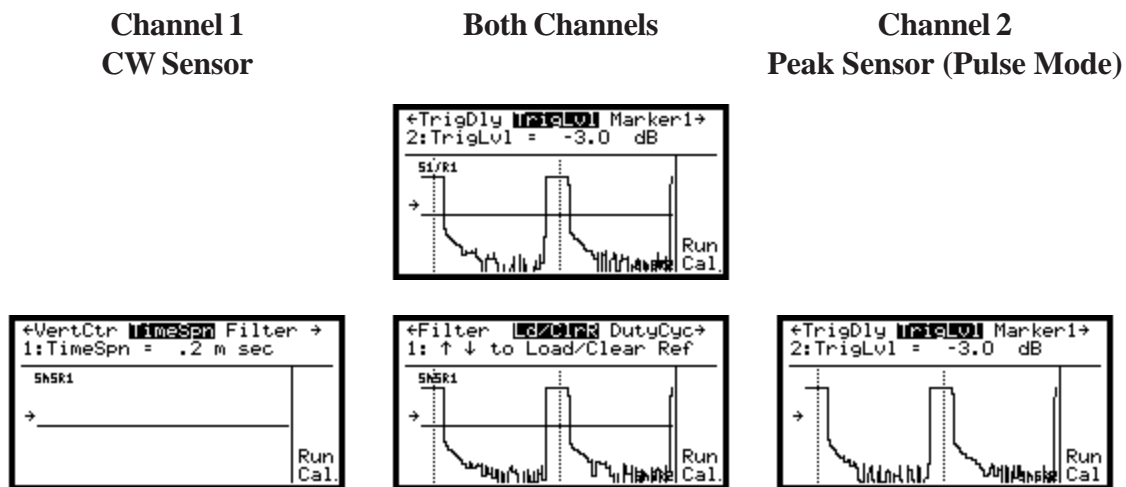 Channel 1
CW Sensor
Both Channels
Channel 2
Peak Sensor (Pulse Mode)
←TrigDly TrigLvl Marker1→
2:TrigLvl = -3.0 dB
S1/R1
→
Run
Cal.
←VertCtr TimeSpn Filter →
1:TimeSpn = .2 m sec
→
Run
Cal.
←Filter Ld/ClrR DutyCyc→
1: ↑ ↓ to Load/Clear Ref
→
Run
Cal.
←TrigDly TrigLvl Marker1→
2:TrigLvl = -3.0 dB
→
Run
Cal